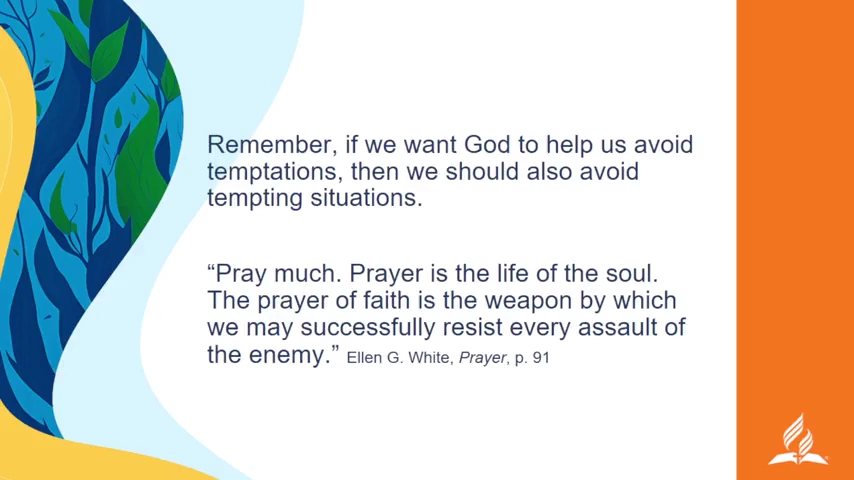 Remember, if we want God to help us avoid
temptations, then we should also avoid
tempting situations.
“Pray much. Prayer is the life of the soul.
The prayer of faith is the weapon by which
we may successfully resist every assault of
the enemy.” Ellen G. White, Prayer, p. 91